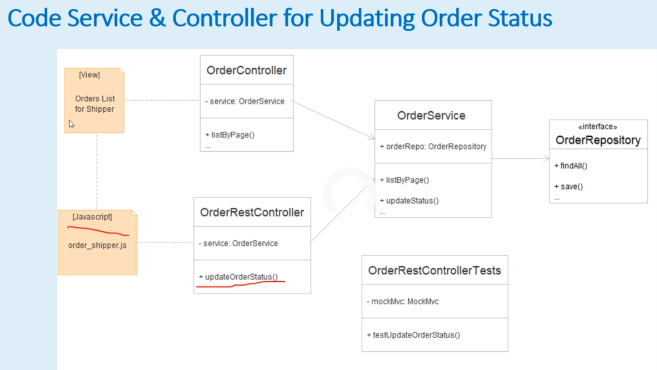 Code Service & Controller for Updating Order Status
[View]
Orders List
for Shipper
OrderController
- service: OrderService
+ listByPage()
...
OrderService
+ orderRepo: OrderRepository
+ listByPage()
+ updateStatus()
...
«interface»
OrderRepository
+ findAll()
+ save()
...
[Javascript]
order_shipper.js
OrderRestController
- service: OrderService
+ updateOrderStatus()
OrderRestControllerTests
- mockMvc: MockMvc
+ testUpdateOrderStatus()